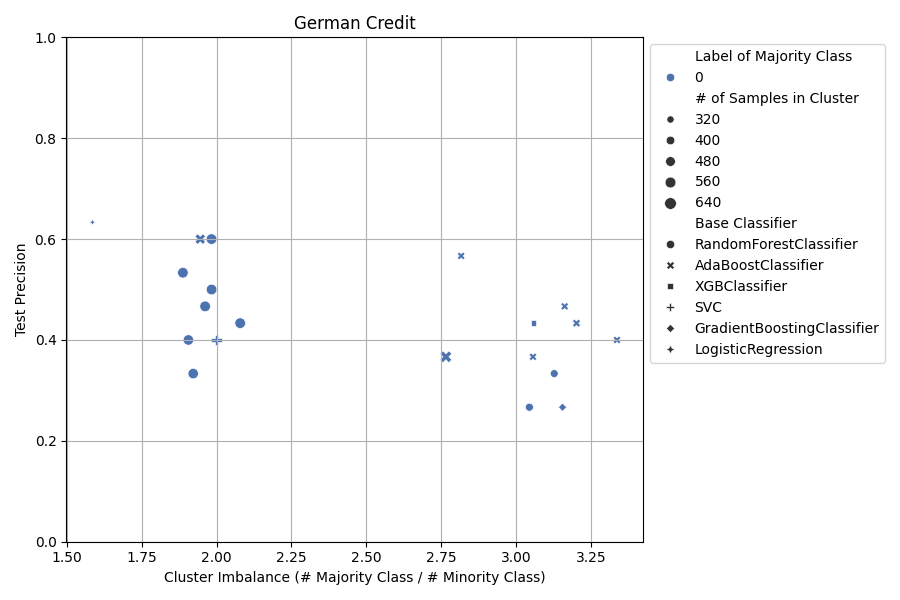 German Credit
1.0
0.8
0.6
0.4
0.2
0.0
Test Precision
1.50 1.75 2.00 2.25 2.50 2.75 3.00 3.25
Cluster Imbalance (# Majority Class / # Minority Class)
Label of Majority Class
0
# of Samples in Cluster
320
400
480
560
640
Base Classifier
RandomForestClassifier
AdaBoostClassifier
XGBClassifier
SVC
GradientBoostingClassifier
LogisticRegression